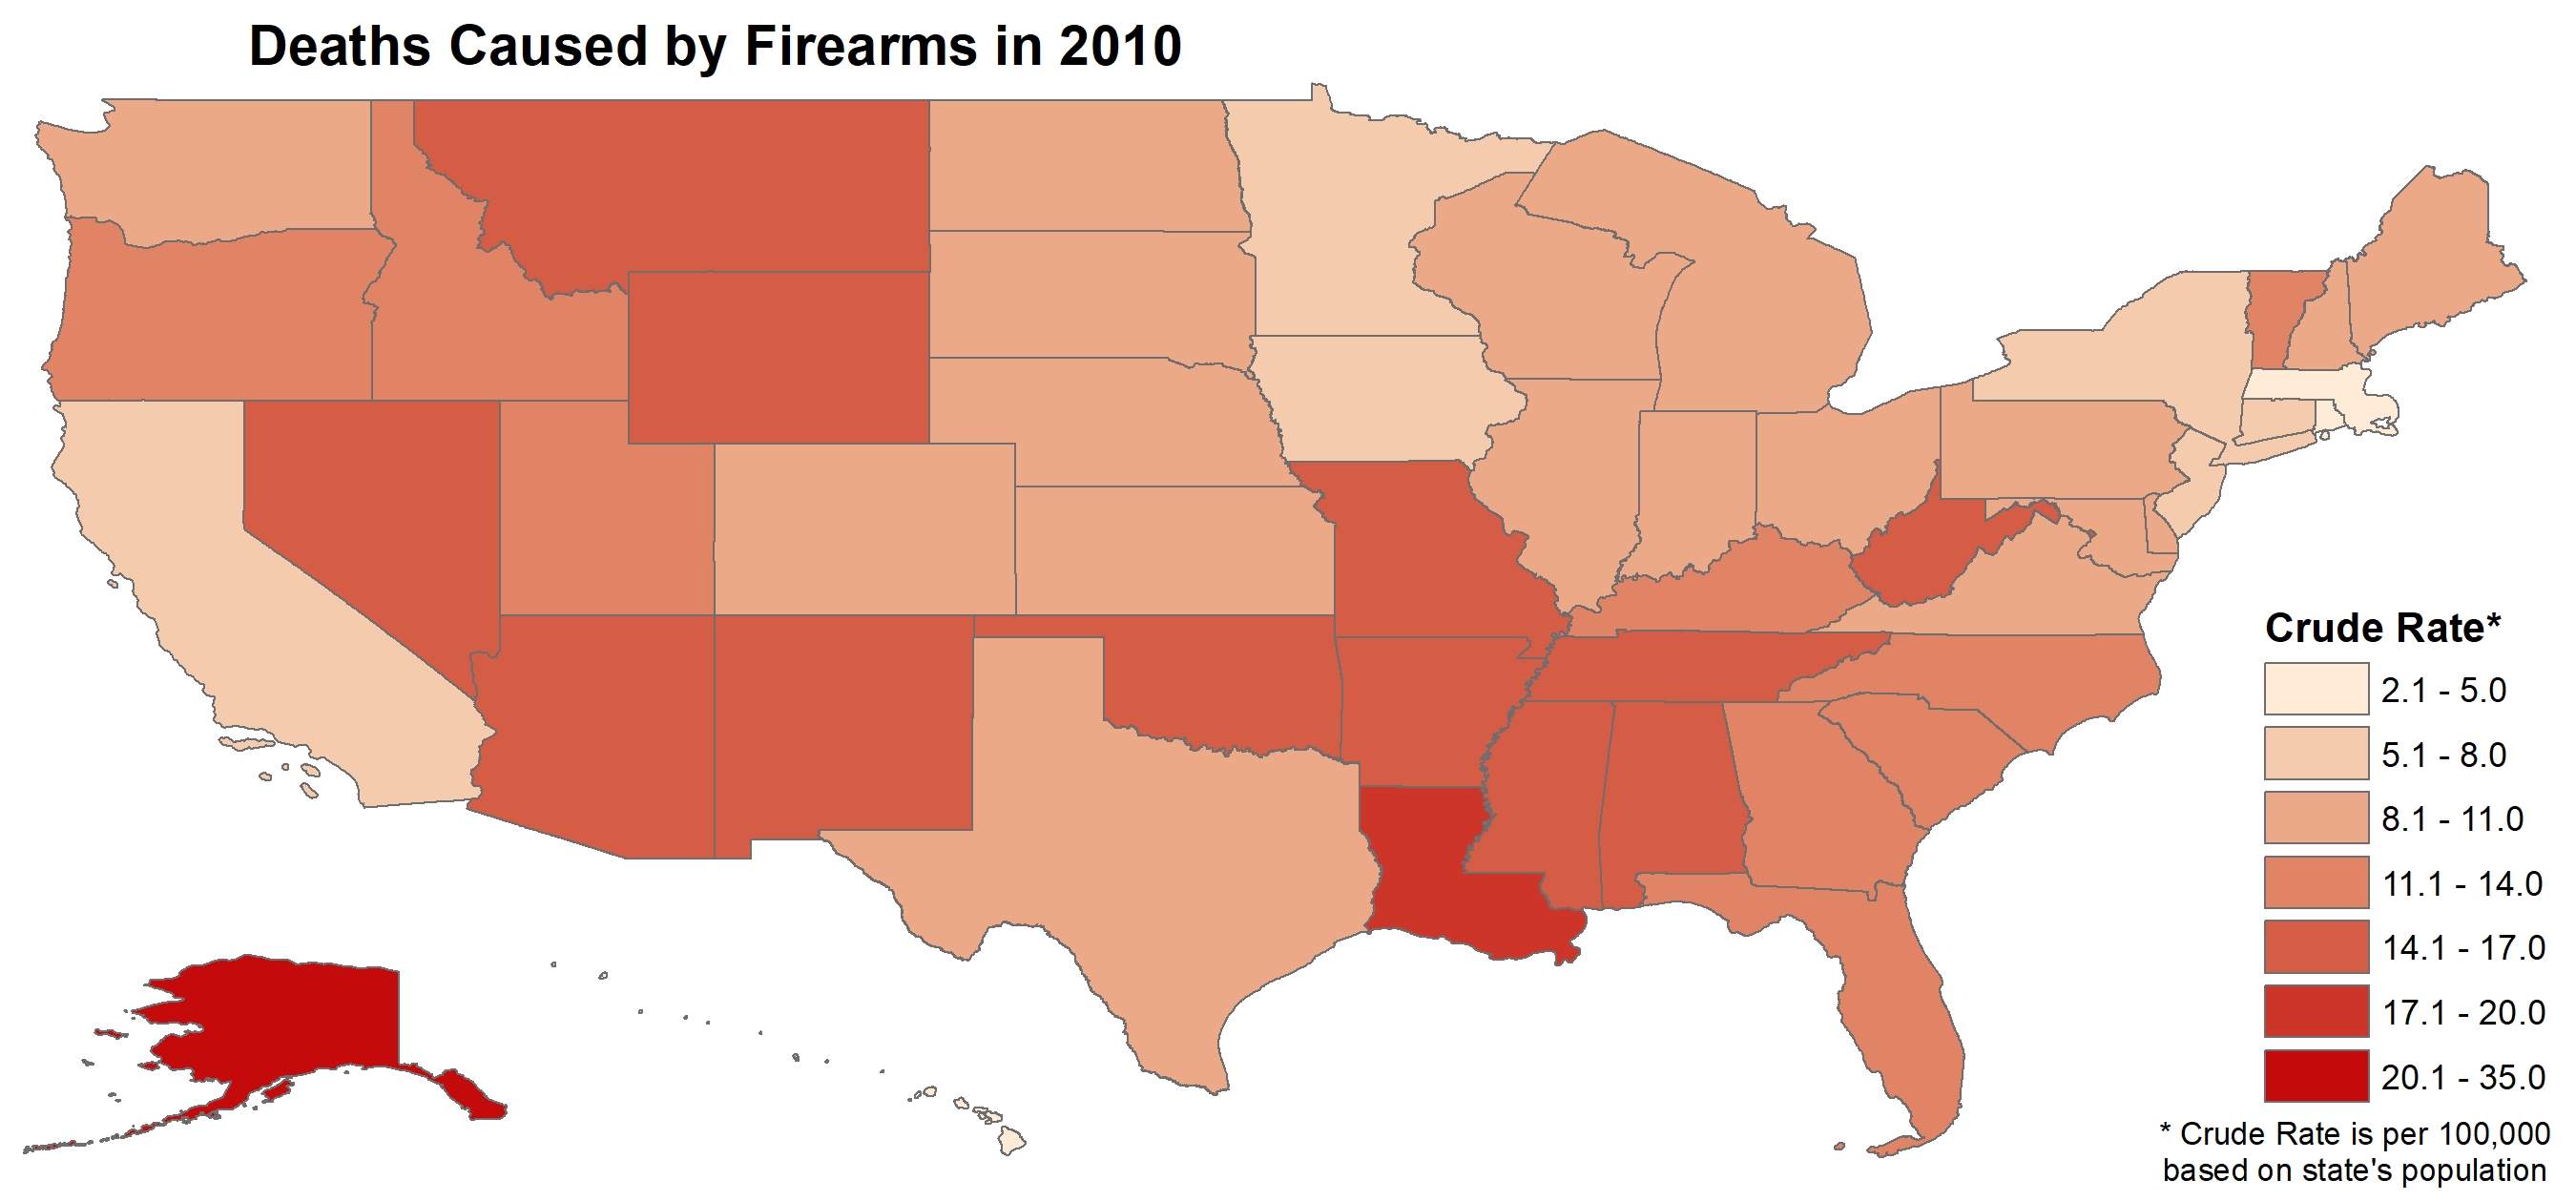 Deaths Caused by Firearms in 2010
Crude Rate*
2.1 - 5.0
5.1 - 8.0
8.1 - 11.0
11.1 - 14.0
14.1 - 17.0
17.1 - 20.0
20.1 - 35.0
* Crude Rate is per 100,000
based on state's population